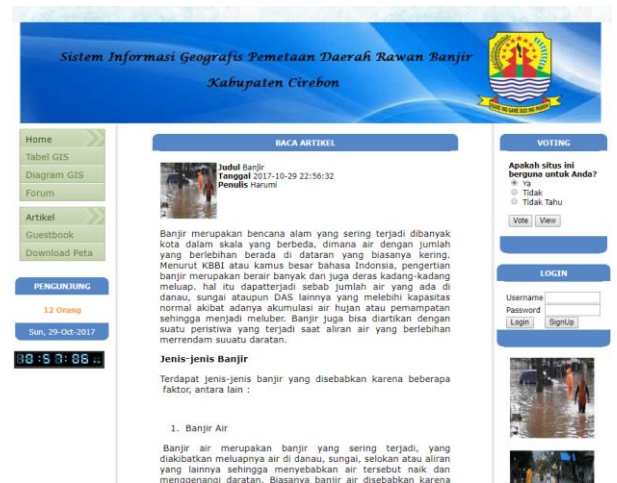 Sistem Informasi Geografis Pemetaan Daerah Rawan Banjir
Kabupaten Cirebon
Home
Tabel GIS
Diagram GIS
Forum
Artikel
Guestbook
Download Peta
PENGUNJUNG
12 Orang
Sun, 29-Oct-2017
BACA ARTIKEL
Judul Banjir
Tanggal 2017-10-29 22:56:32
Penulis Harumi
Banjir merupakan bencana alam yang sering terjadi dibanyak
kota dalam skala yang berbeda, dimana air dengan jumlah
yang berlebihan berada di dataran yang biasanya kering.
Menurut KBBI atau kamus besar bahasa Indonsia, pengertian
banjir merupakan berair banyak dan juga deras kadang-kadang
meluap. hal itu dapatterjadi sebab jumlah air yang ada di
danau, sungai ataupun DAS lainnya yang melebihi kapasitas
normal akibat adanya akumulasi air hujan atau pemampatan
sehingga menjadi meluber. Banjir juga bisa diartikan dengan
suatu peristiwa yang terjadi saat aliran air yang berlebihan
merrendam suuatu daratan.
Jenis-jenis Banjir
Terdapat jenis-jenis banjir yang disebabkan karena beberapa
faktor, antara lain :
1. Banjir Air
Banjir air merupakan banjir yang sering terjadi, yang
diakibatkan meluapnya air di danau, sungai, selokan atau aliran
yang lainnya sehingga menyebabkan air tersebut naik dan
menggenangi daratan. Biasanya banjir air disebabkan karena
VOTING
Apakah situs ini
berguna untuk Anda?
Ya
Tidak
Tidak Tahu
Vote View
LOGIN
Username
Password
Login SignUp